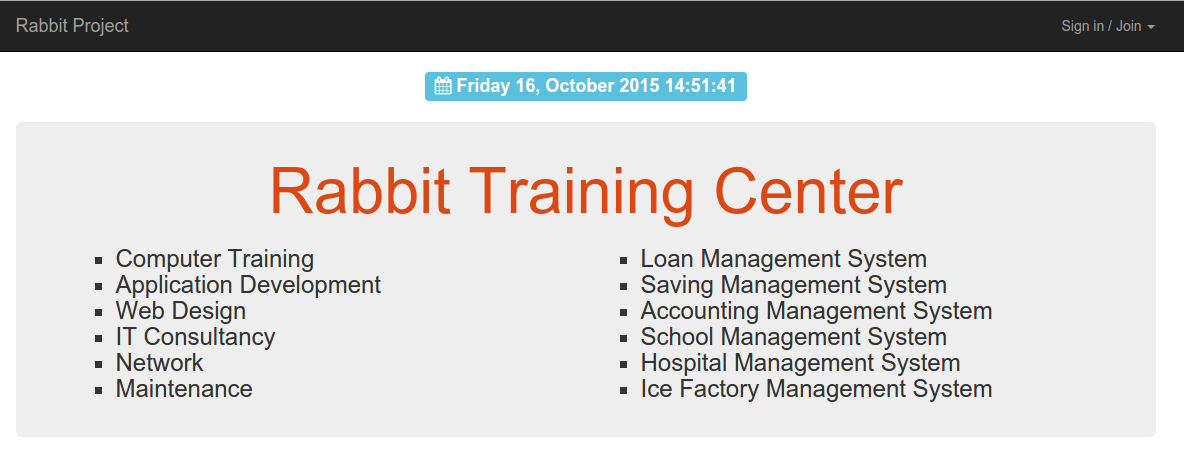 Rabbit Project
Sign in / Join
Friday 16, October 2015 14:51:41
Rabbit Training Center
Computer Training
Application Development
Web Design
IT Consultancy
Network
Maintenance
Loan Management System
Saving Management System
Accounting Management System
School Management System
Hospital Management System
Ice Factory Management System